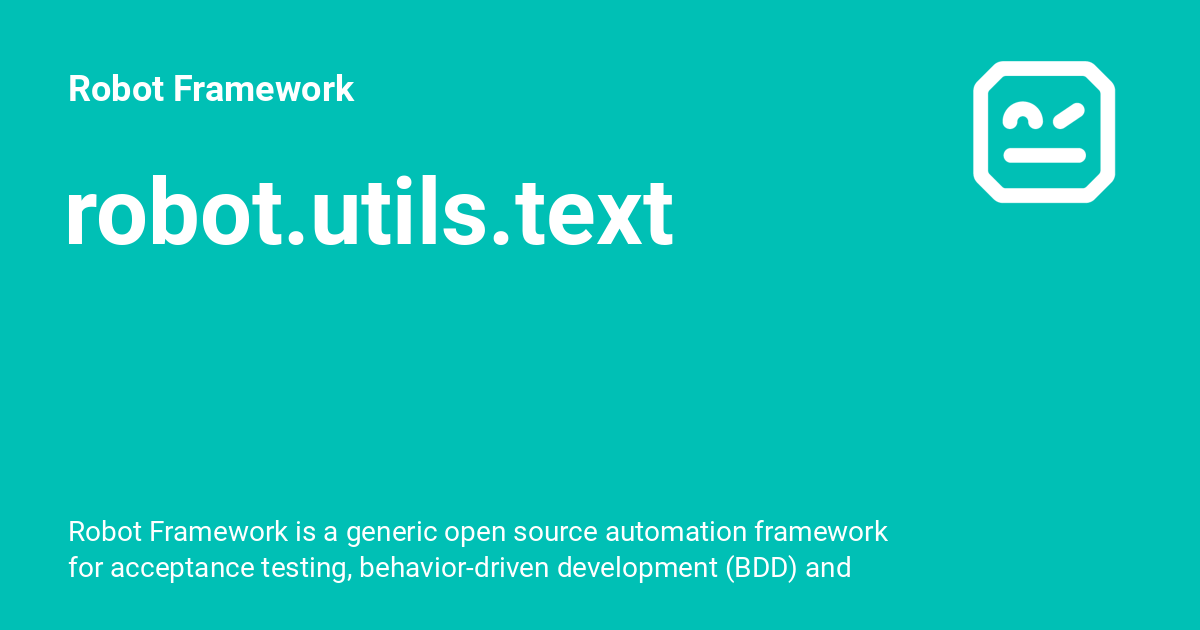 Robot Framework
robot.utils.text
Robot Framework is a generic open source automation framework
for acceptance testing, behavior-driven development (BDD) and